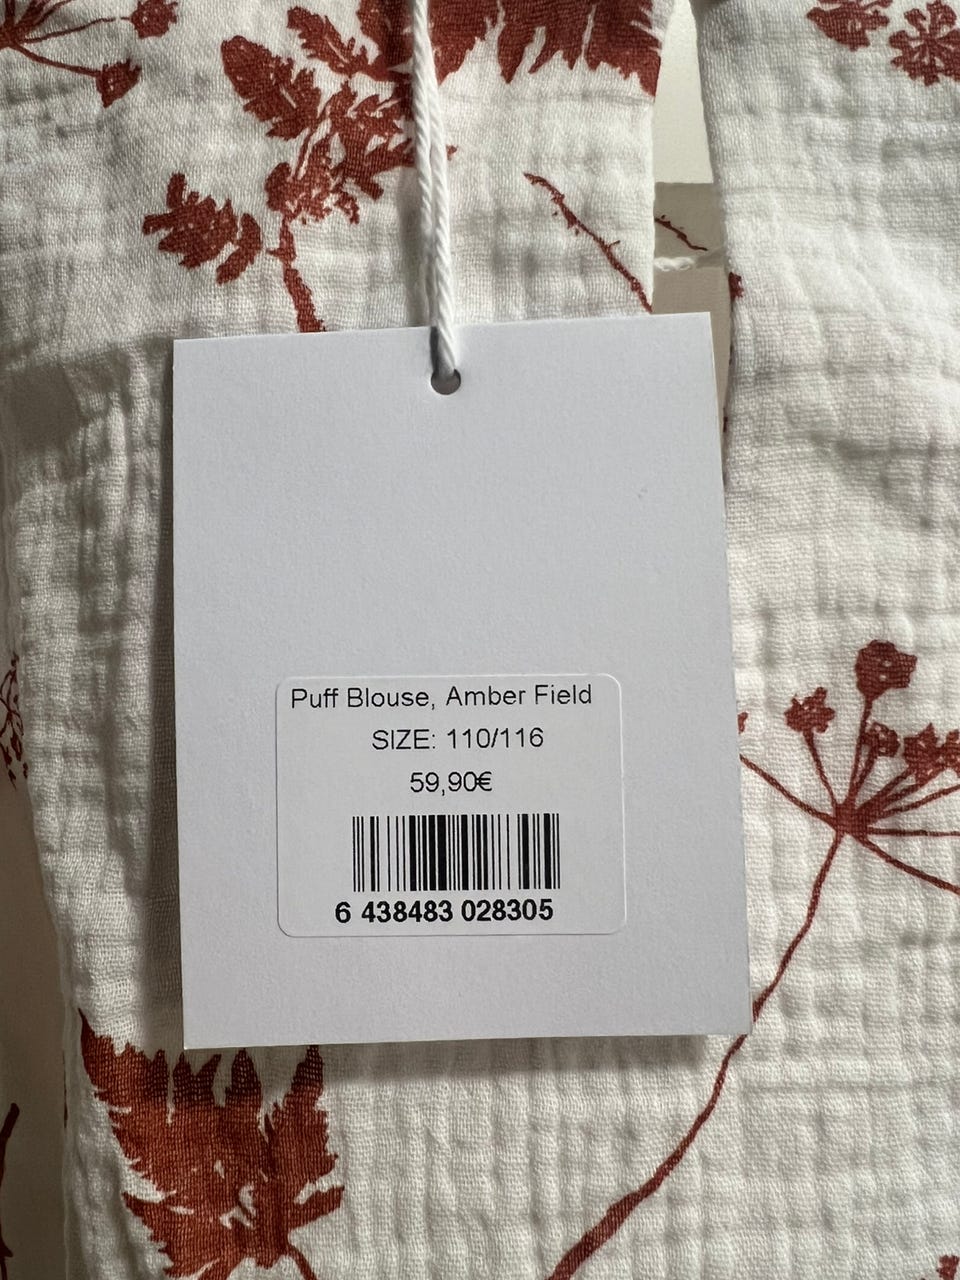 Puff Blouse, Amber Field
SIZE: 110/116
59,90€
6 438483 028305